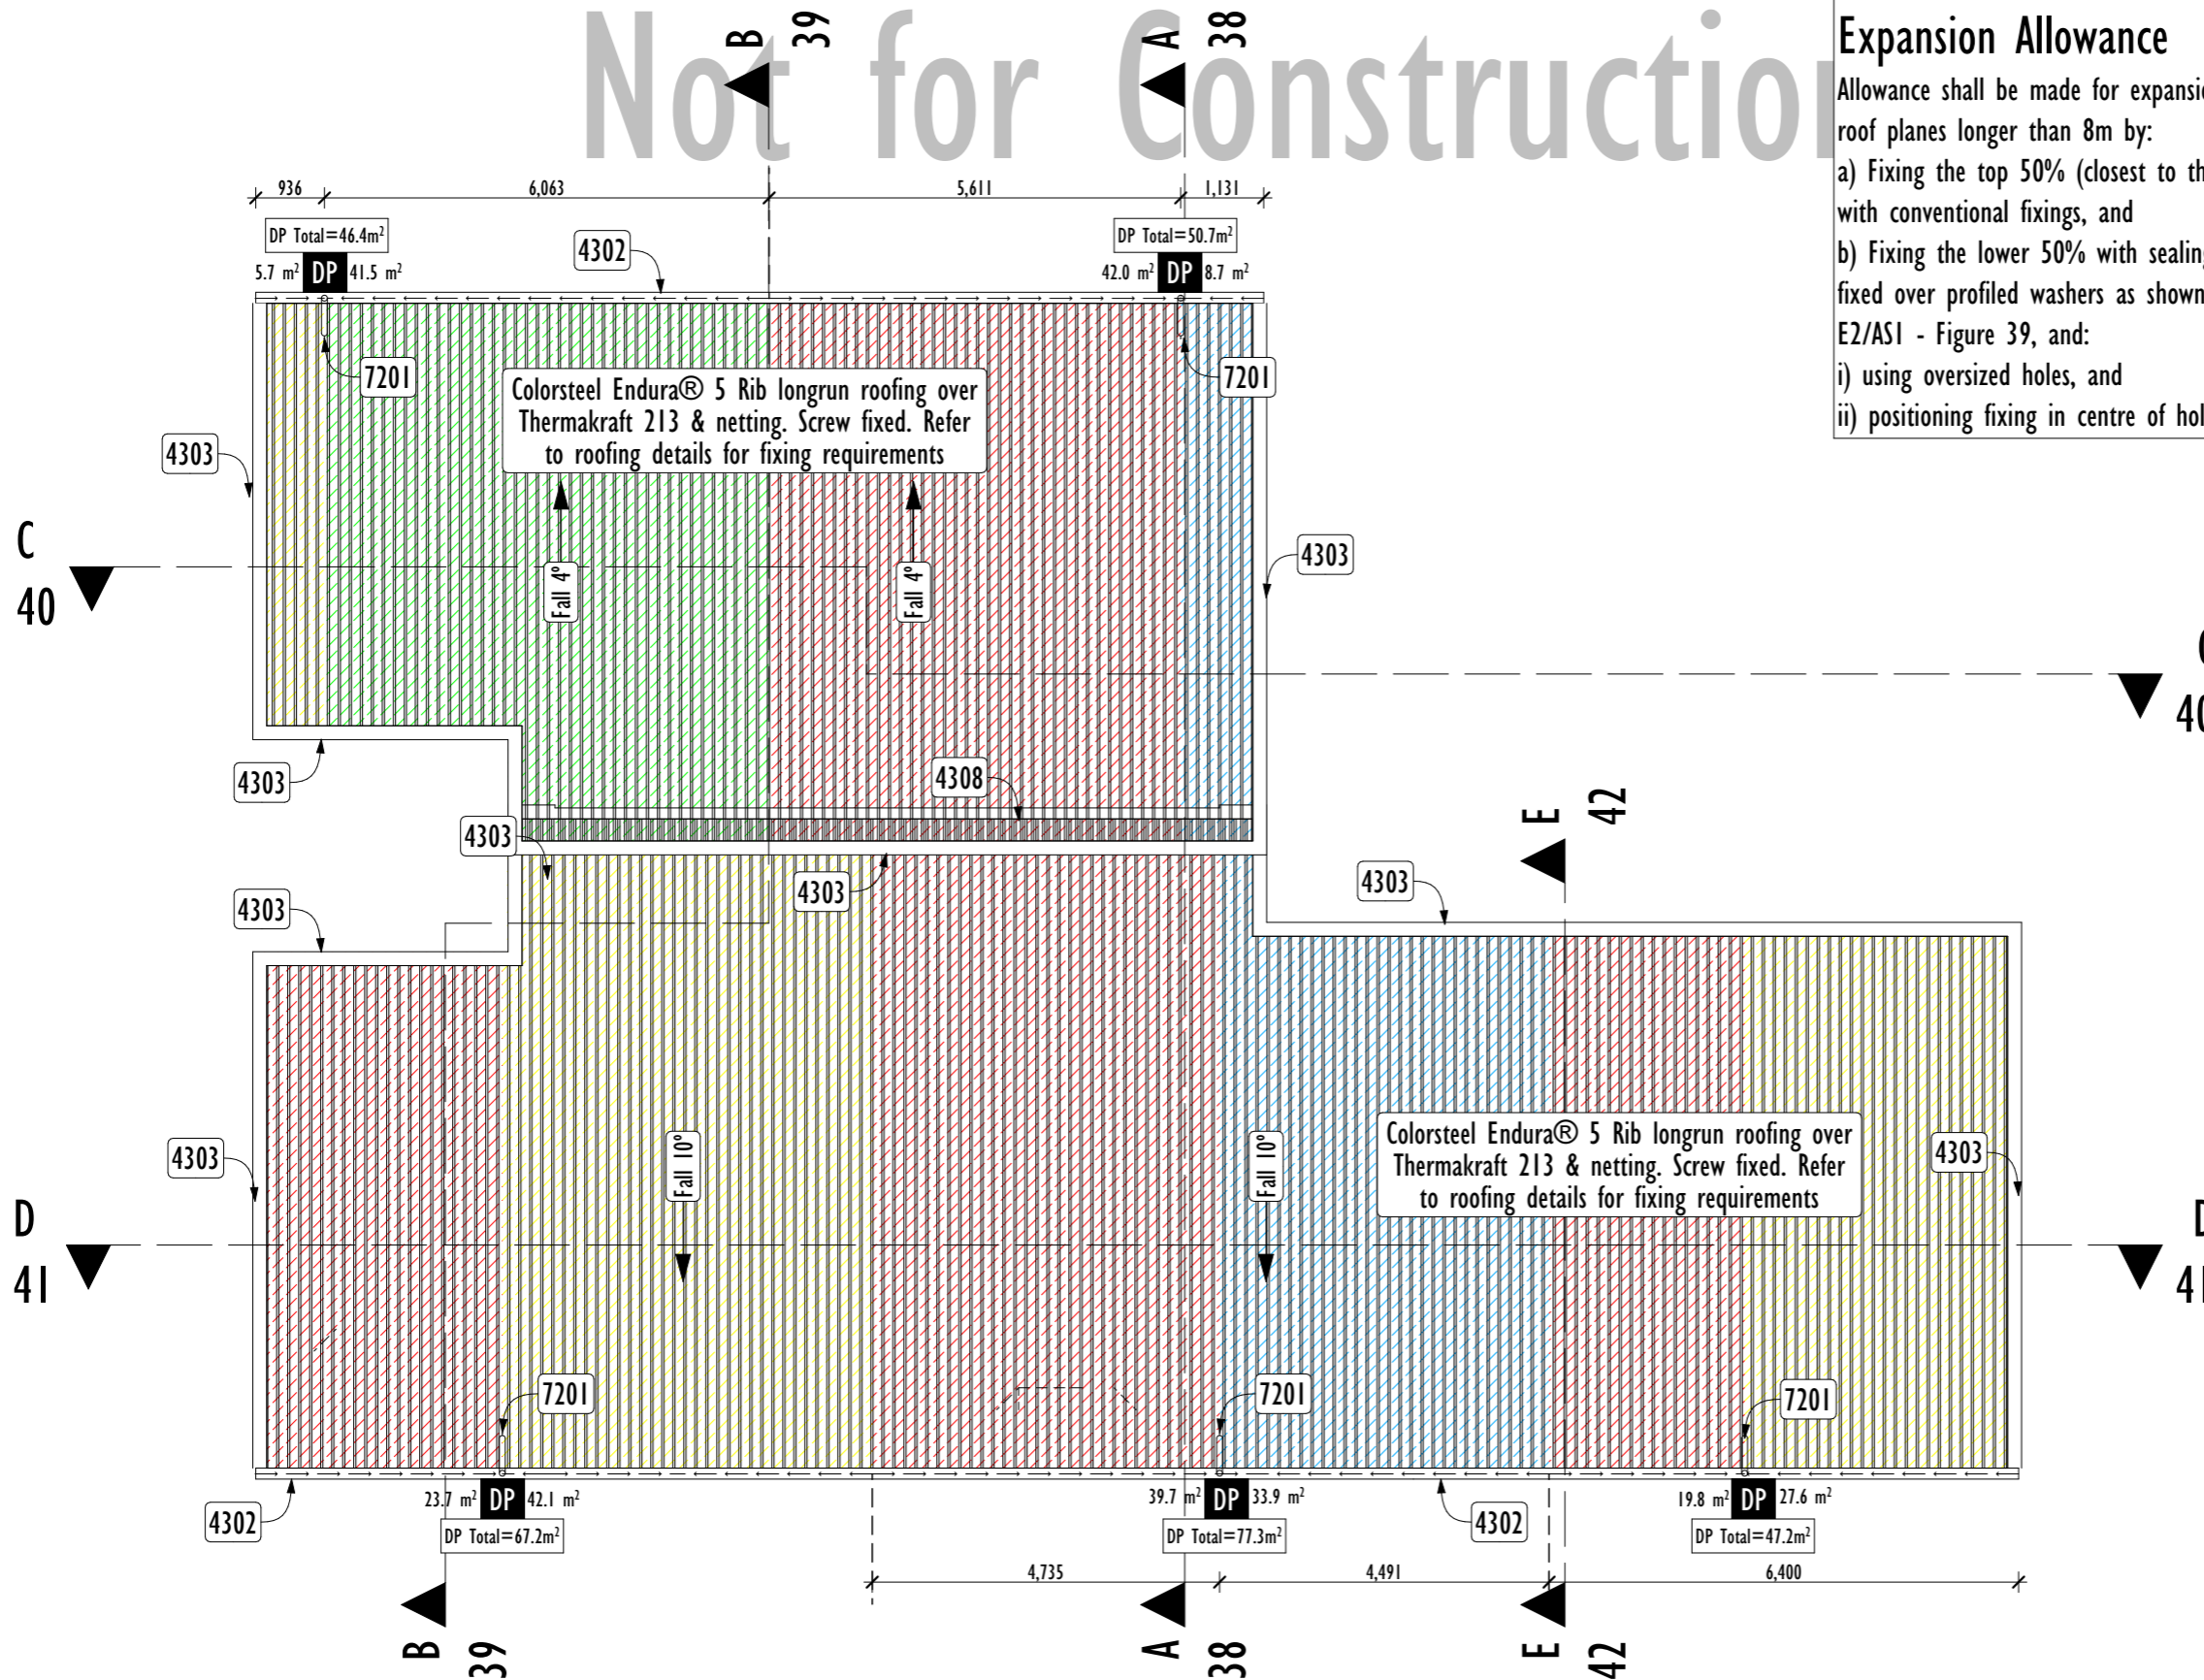 Not for Construction
B
39
A
38
Expansion Allowance
Allowance shall be made for
roof planes longer than 8m by:
a) Fixing the top 50% (closest to
with conventional fixings, and
b) Fixing the lower 50% with
fixed over profiled washers as shown
E2/AS1 - Figure 39, and:
i) using oversized holes, and
ii) positioning fixing in centre of
936
6,063
5,611
1,131
DP Total=46.4m²
DP Total=50.7m²
4302
5.7 m² DP 41.5 m²
42.0 m² DP 8.7 m²
7201
7201
Colorsteel Endura® 5 Rib longrun roofing over
Thermakraft 213 & netting. Screw fixed. Refer
to roofing details for fixing requirements
4303
C
40
Fall 4°
Fall 4°
4303
40
4303
4308
4303
4303
4303
4303
E
42
D
41
4303
Fall 10°
Fall 10°
Colorsteel Endura® 5 Rib longrun roofing over
Thermakraft 213 & netting. Screw fixed. Refer
to roofing details for fixing requirements
4303
D
41
7201
7201
7201
4302
23.7 m² DP 42.1 m²
DP Total=67.2m²
39.7 m² DP 33.9 m²
DP Total=77.3m²
4302
19.8 m² DP 27.6 m²
DP Total=47.2m²
4,735
4,491
6,400
B
39
A
38
E
42